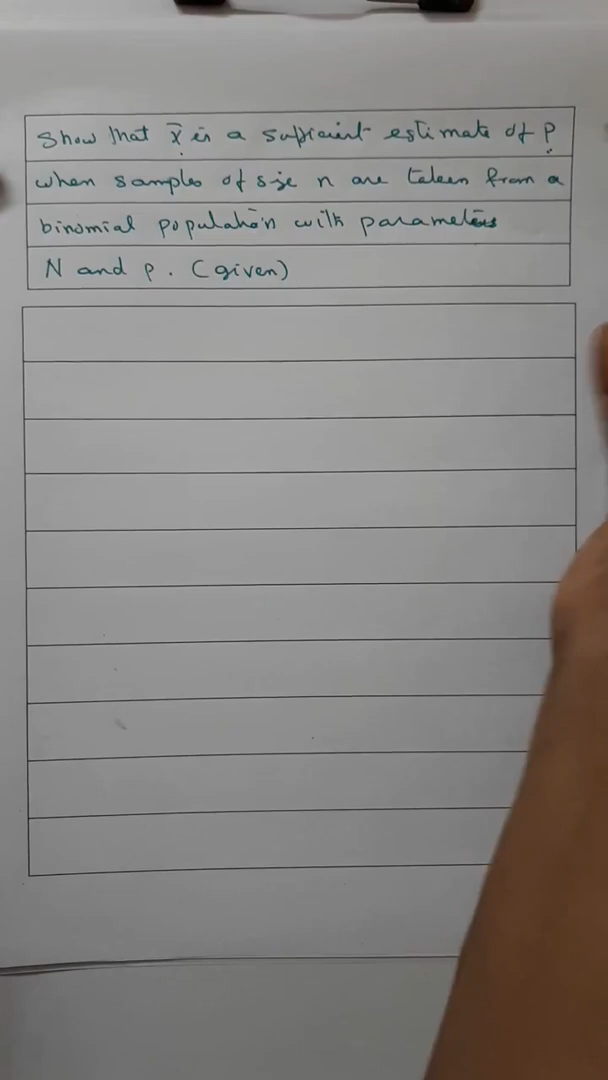 Show that x̄ is a sufficient estimate of p
when samples of size n are taken from a
binomial population with parameters
N and p. (given)